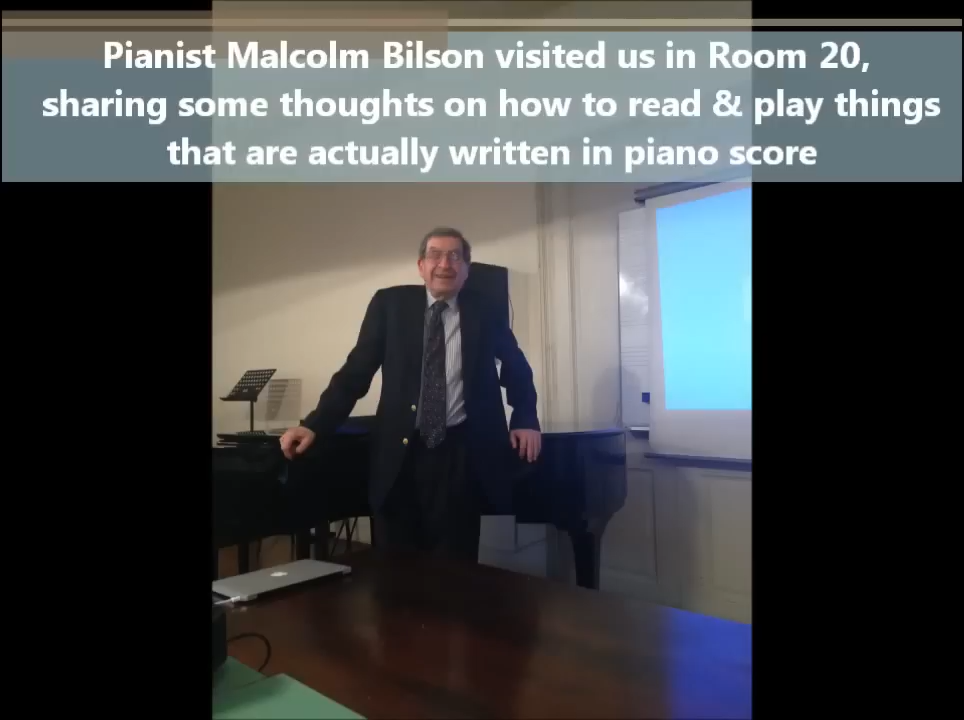 Pianist Malcolm Bilson visited us in Room 20,
sharing some thoughts on how to read & play things
that are actually written in piano score